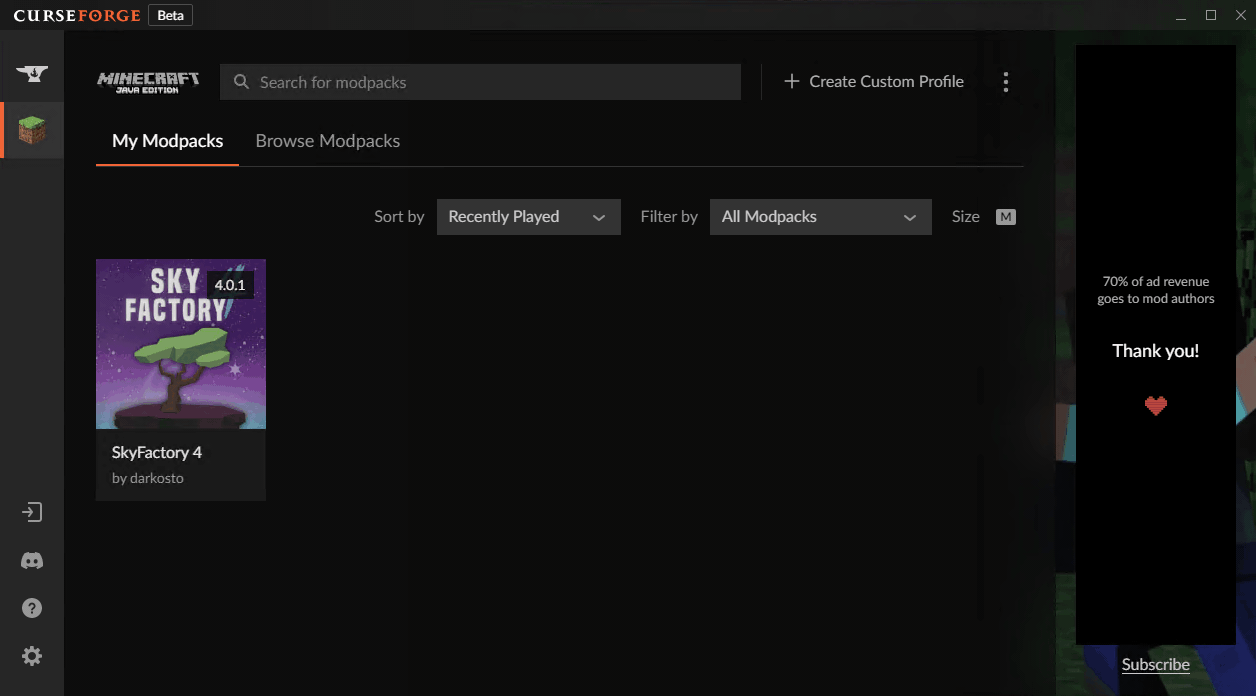 CURSEFORGE Beta
MINECRAFT
JAVA EDITION
Search for modpacks
Create Custom Profile
My Modpacks Browse Modpacks
Sort by Recently Played Filter by All Modpacks Size M
SKY
FACTORY
4.0.1
SkyFactory 4
by darkosto
70% of ad revenue
goes to mod authors
Thank you!
Subscribe